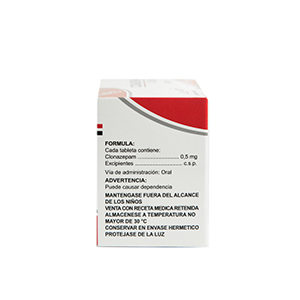 FORMULA:
Cada tableta contiene:
Clonazepam .................... 0,5 mg
Excipientes .................... c.s.p.
Vía de administración: Oral
ADVERTENCIA:
Puede causar dependencia
MANTENGASE FUERA DEL ALCANCE
DE LOS NIÑOS
VENTA CON RECETA MEDICA RETENIDA
ALMACENESE A TEMPERATURA NO
MAYOR DE 30 °C
CONSERVAR EN ENVASE HERMETICO
PROTEJASE DE LA LUZ